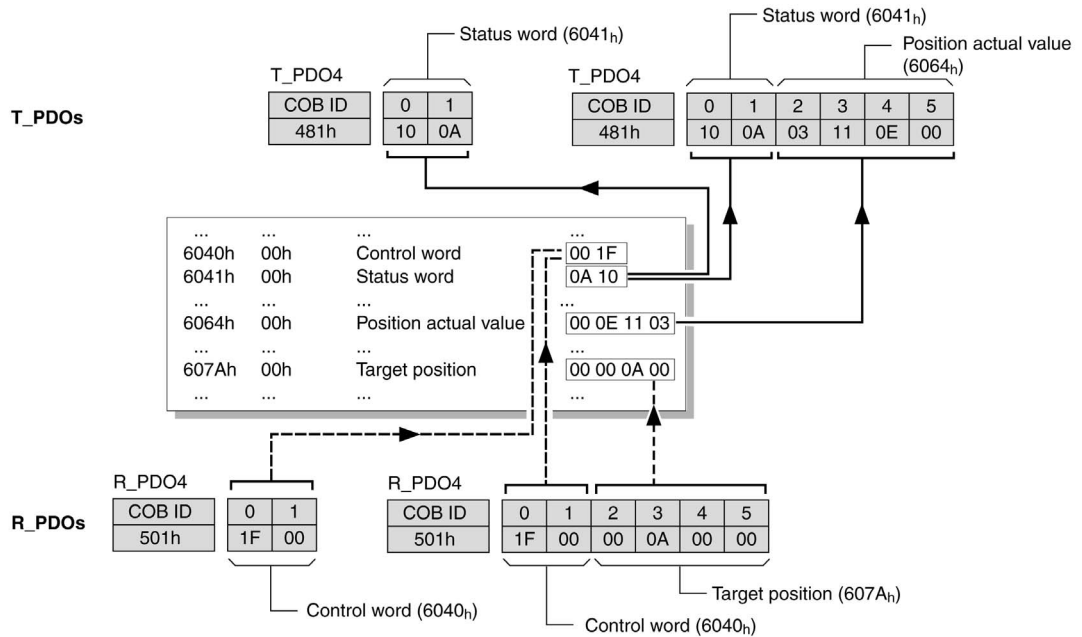 Status word (6041h)
Status word (6041h)
Position actual value
(6064h)
T_PDO4
T_PDO4
T_PDOs
COB ID 0 1
481h 10 0A
COB ID 0 1 2 3 4 5
481h 10 0A 03 11 0E 00
... ... ... ...
6040h 00h Control word 00 1F
6041h 00h Status word 0A 10
... ... ... ...
6064h 00h Position actual value 00 0E 11 03
... ... ... ...
607Ah 00h Target position 00 00 0A 00
... ... ... ...
R_PDO4
R_PDO4
R_PDOs
COB ID 0 1
501h 1F 00
COB ID 0 1 2 3 4 5
501h 1F 00 00 0A 00 00
Target position (607Ah)
Control word (6040h)
Control word (6040h)